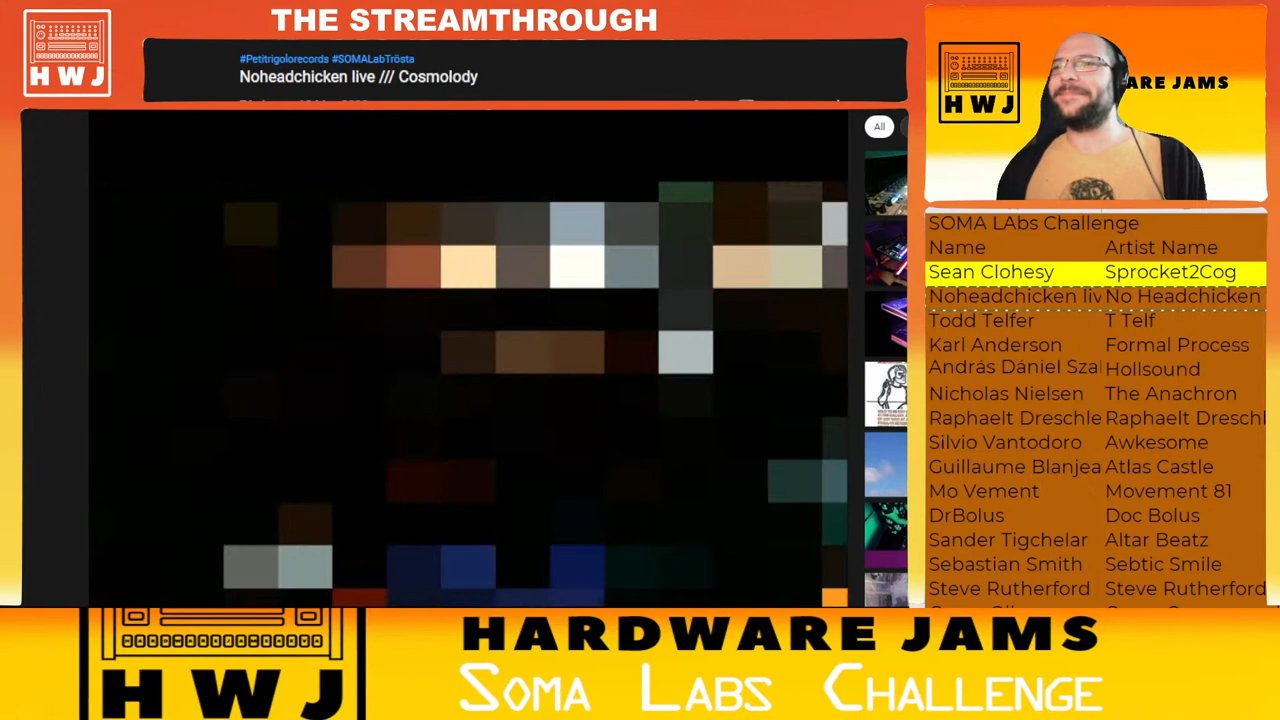 THE STREAMTHROUGH
HWJ
#Petitrigolorecords #SOMALabTrösta
Noheadchicken live /// Cosmolody
All
HWJ
ARE JAMS
SOMA LAbs Challenge
Name Artist Name
Sean Clohesy Sprocket2Cog
Noheadchicken liv No Headchicken
Todd Telfer T Telf
Karl Anderson Formal Process
András Dániel Sza Hollsound
Nicholas Nielsen The Anachron
Raphaelt Dreschle Raphaelt Dreschl
Silvio Vantodoro Awkesome
Guillaume Blanjea Atlas Castle
Mo Vement Movement 81
DrBolus Doc Bolus
Sander Tigchelar Altar Beatz
Sebastian Smith Sebtic Smile
Steve Rutherford Steve Rutherford
HWJ
HARDWARE JAMS
SOMA LABS CHALLENGE